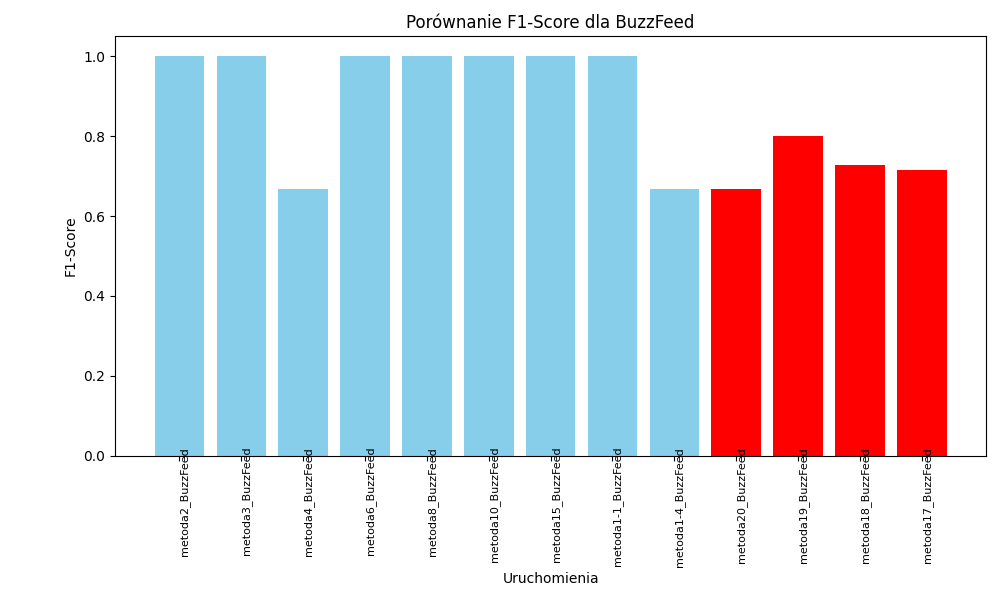 Porównanie F1-Score dla BuzzFeed
F1-Score
1.0
0.8
0.6
0.4
0.2
0.0
metoda2_BuzzFeed
metoda3_BuzzFeed
metoda4_BuzzFeed
metoda6_BuzzFeed
metoda8_BuzzFeed
metoda10_BuzzFeed
metoda15_BuzzFeed
metoda1-1_BuzzFeed
metoda1-4_BuzzFeed
metoda20_BuzzFeed
metoda19_BuzzFeed
metoda18_BuzzFeed
metoda17_BuzzFeed
Uruchomienia